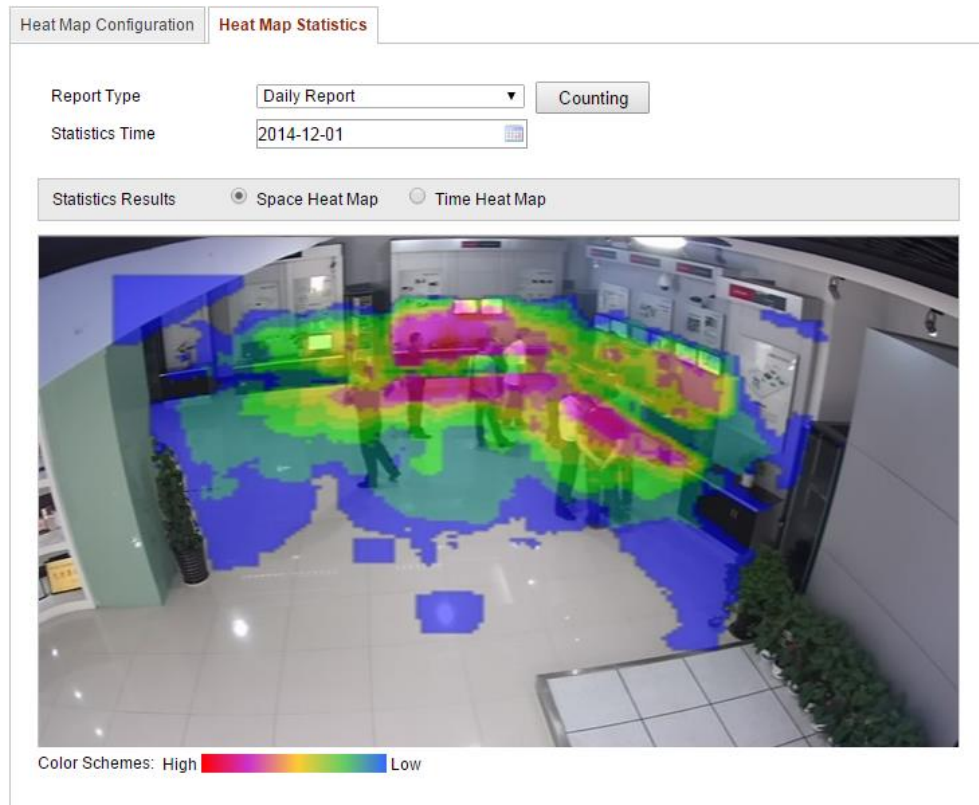 Heat Map Configuration Heat Map Statistics
Report Type Daily Report Counting
Statistics Time 2014-12-01
Statistics Results Space Heat Map Time Heat Map
Color Schemes: High Low